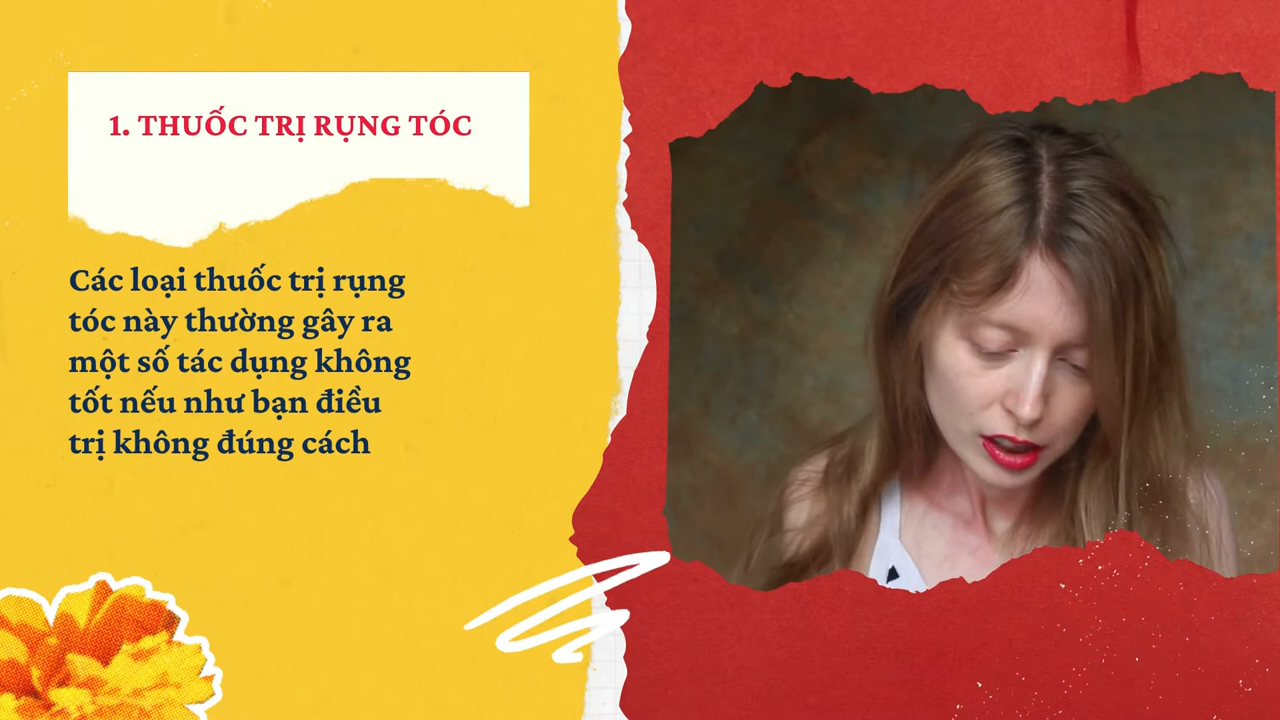 1. THUỐC TRỊ RỤNG TÓC
Các loại thuốc trị rụng
tóc này thường gây ra
một số tác dụng không
tốt nếu như bạn điều
trị không đúng cách